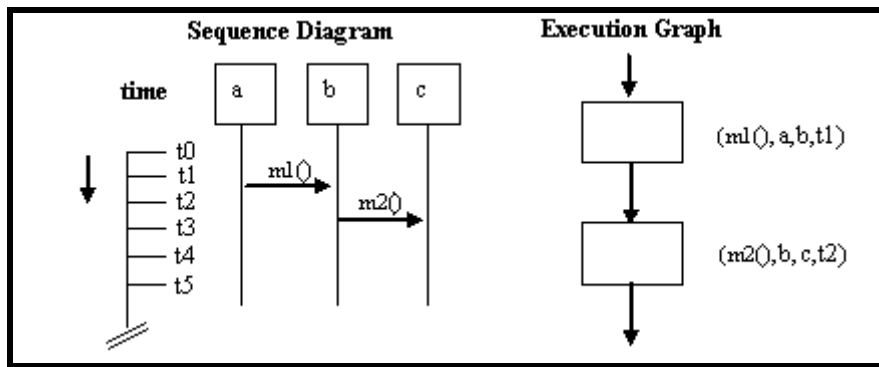 Sequence Diagram
Execution Graph
time
a
b
c
t0
t1
t2
t3
t4
t5
m1()
m2()
(m1(), a,b,t1)
(m2(),b, c,t2)